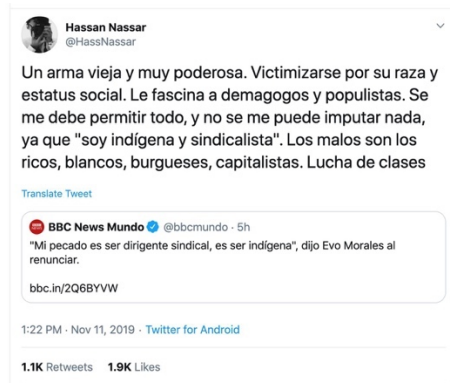 Hassan Nassar
@HassNassar
Un arma vieja y muy poderosa. Victimizarse por su raza y
estatus social. Le fascina a demagogos y populistas. Se
me debe permitir todo, y no se me puede imputar nada,
ya que "soy indígena y sindicalista". Los malos son los
ricos, blancos, burgueses, capitalistas. Lucha de clases
Translate Tweet
BBC News Mundo @bbcmundo · 5h
"Mi pecado es ser dirigente sindical, es ser indígena", dijo Evo Morales al
renunciar.
bbc.in/2Q6BYVW
1:22 PM · Nov 11, 2019 · Twitter for Android
1.1K Retweets 1.9K Likes